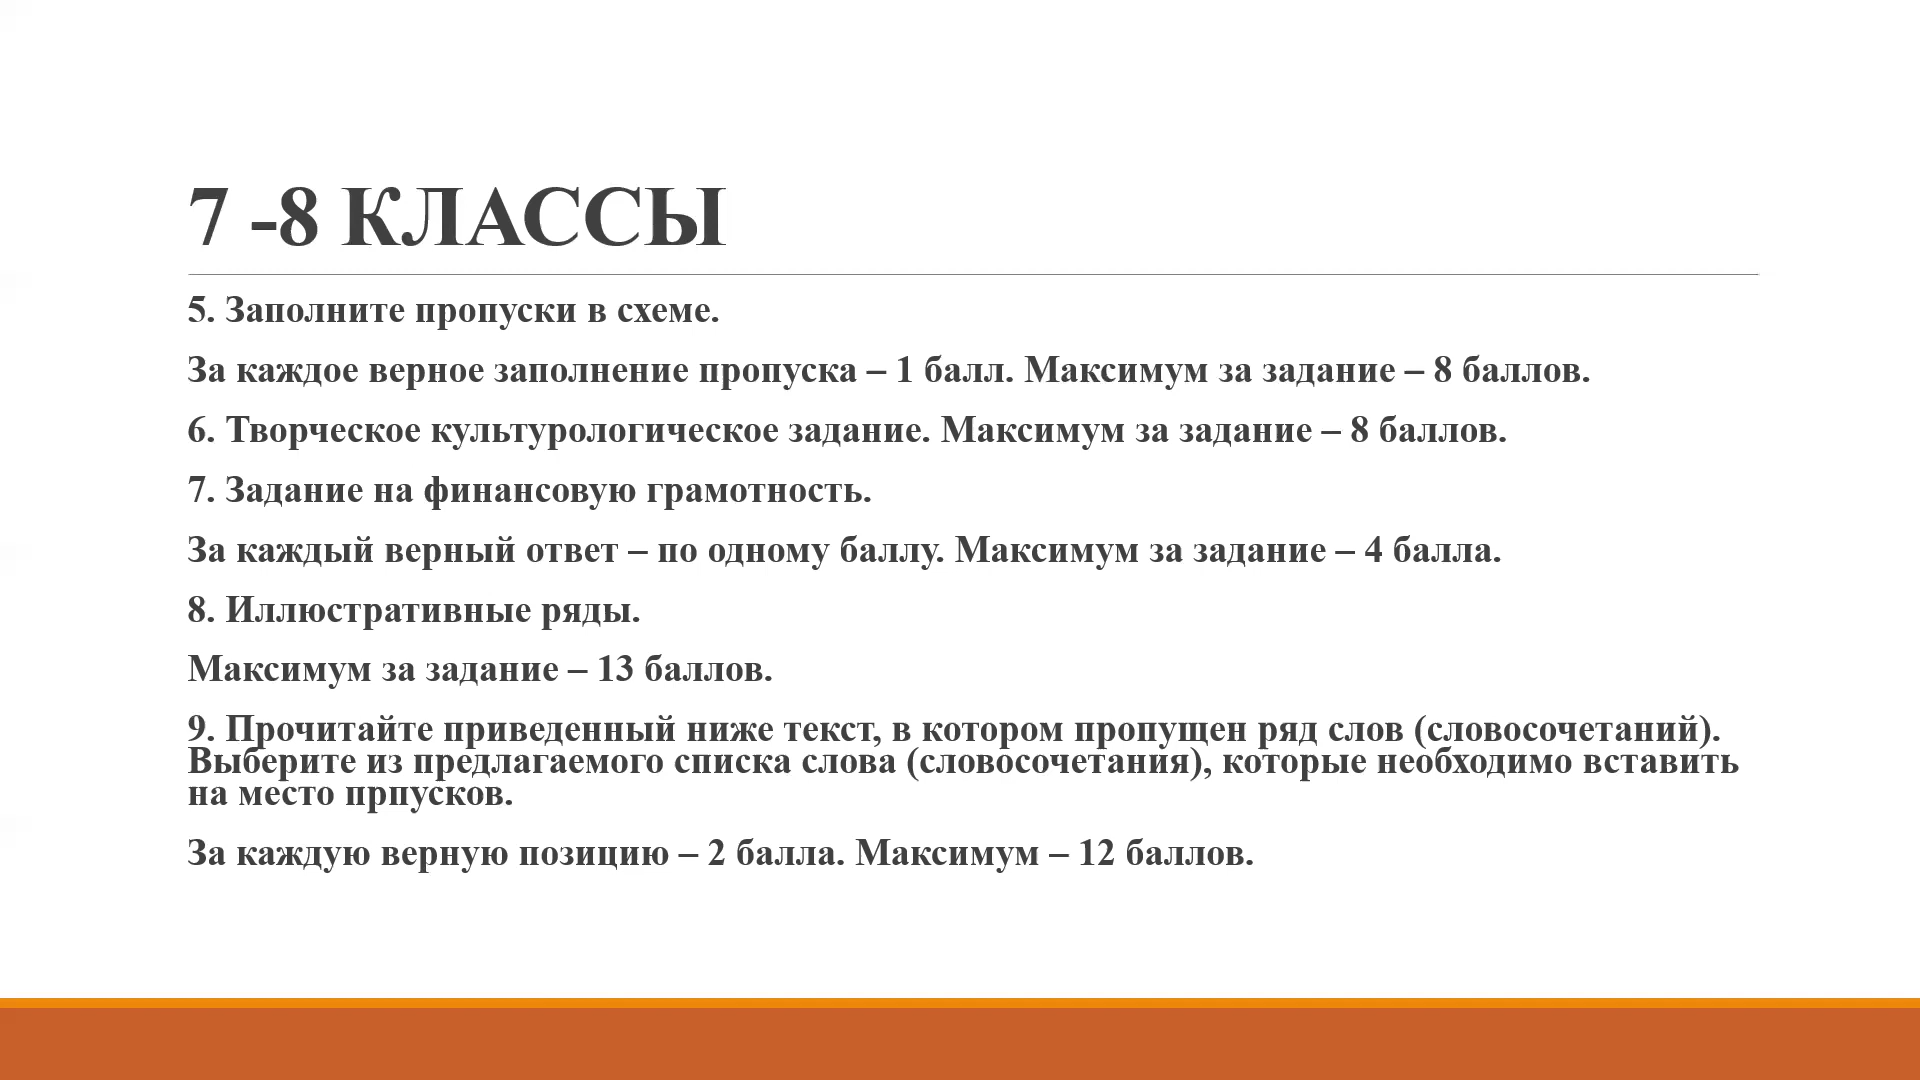 7 -8 КЛАССЫ
5. Заполните пропуски в схеме.
За каждое верное заполнение пропуска – 1 балл. Максимум за задание – 8 баллов.
6. Творческое культурологическое задание. Максимум за задание – 8 баллов.
7. Задание на финансовую грамотность.
За каждый верный ответ – по одному баллу. Максимум за задание – 4 балла.
8. Иллюстративные ряды.
Максимум за задание – 13 баллов.
9. Прочитайте приведенный ниже текст, в котором пропущен ряд слов (словосочетаний).
Выберите из предлагаемого списка слова (словосочетания), которые необходимо вставить
на место прпусков.
За каждую верную позицию – 2 балла. Максимум – 12 баллов.